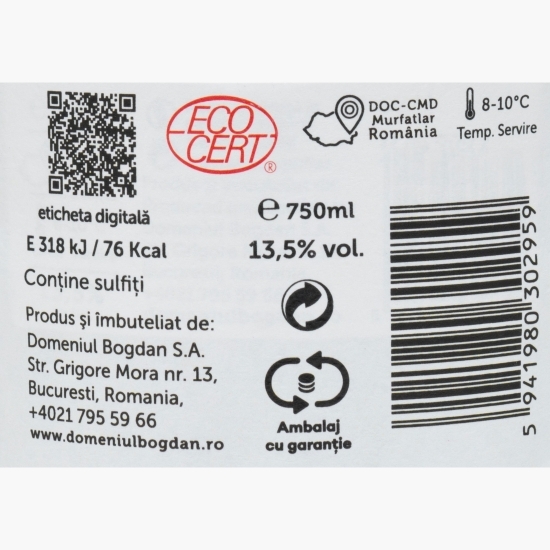 eticheta digitală
E 318 kJ / 76 Kcal
Conține sulfiți
Produs și îmbuteliat de:
Domeniul Bogdan S.A.
Str. Grigore Mora nr. 13,
Bucuresti, Romania,
+4021 795 59 66
www.domeniulbogdan.ro
ECO
CERT
®
℮ 750ml
13,5% vol.
Ambalaj
cu garanție
DOC-CMD
Murfatlar
România
8-10°C
Temp. Servire
5 941980 302959